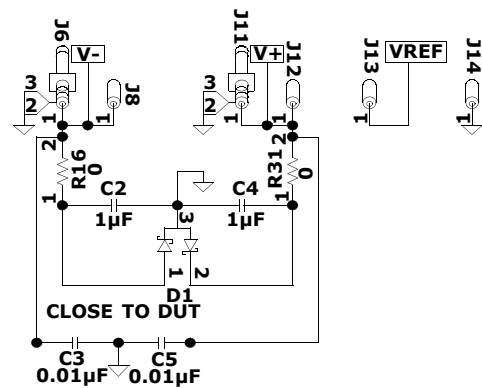 J6
V-
J8
3
2
1
1
J11
V+
J12
3
2
1
1
J13
VREF
1
J14
1
2
R16
0
1
2
R31
0
1
C2
1µF
C4
1µF
3
1
2
D1
CLOSE TO DUT
C3
0.01µF
C5
0.01µF